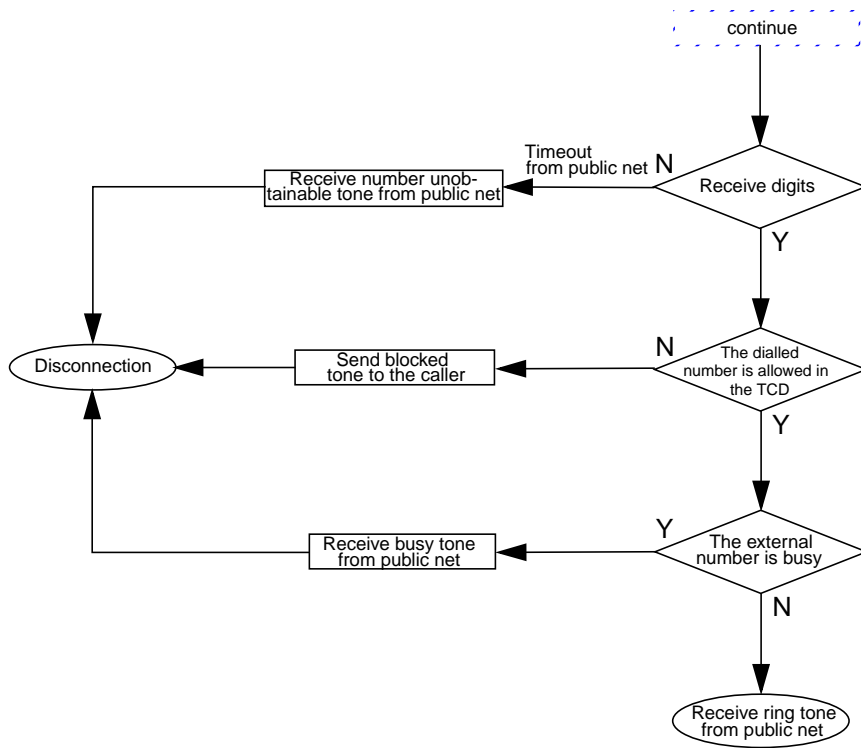 continue
Timeout
from public net
N
Receive number unob-
tainable tone from public net
Receive digits
Y
Disconnection
Send blocked
tone to the caller
N
The dialled
number is allowed in
the TCD
Y
Receive busy tone
from public net
Y
The external
number is busy
N
Receive ring tone
from public net